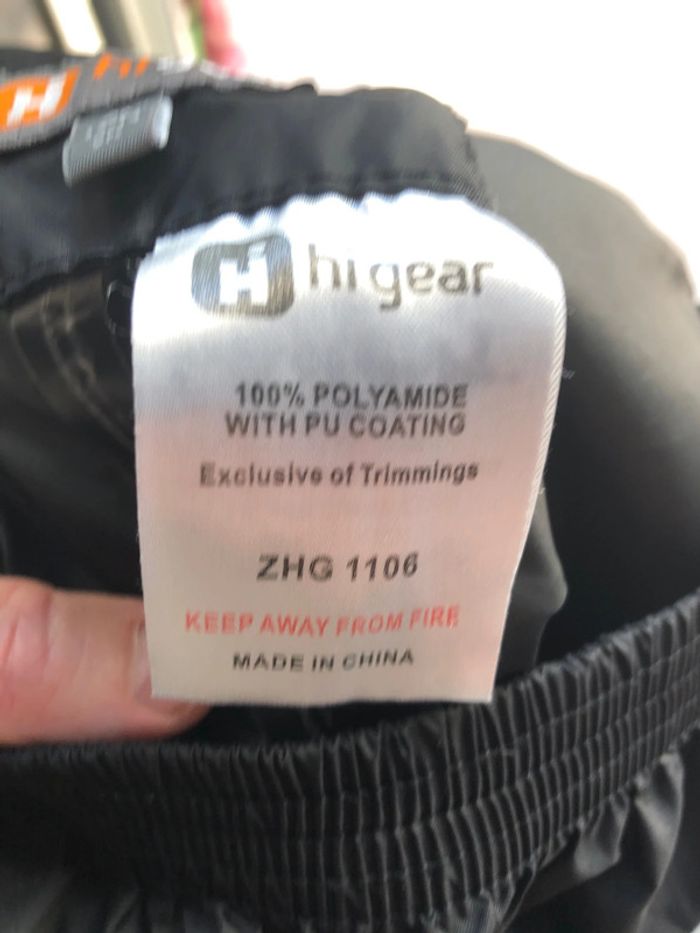 H
H
hi gear
100% POLYAMIDE
WITH PU COATING
Exclusive of Trimmings
ZHG 1106
KEEP AWAY FROM FIRE
MADE IN CHINA